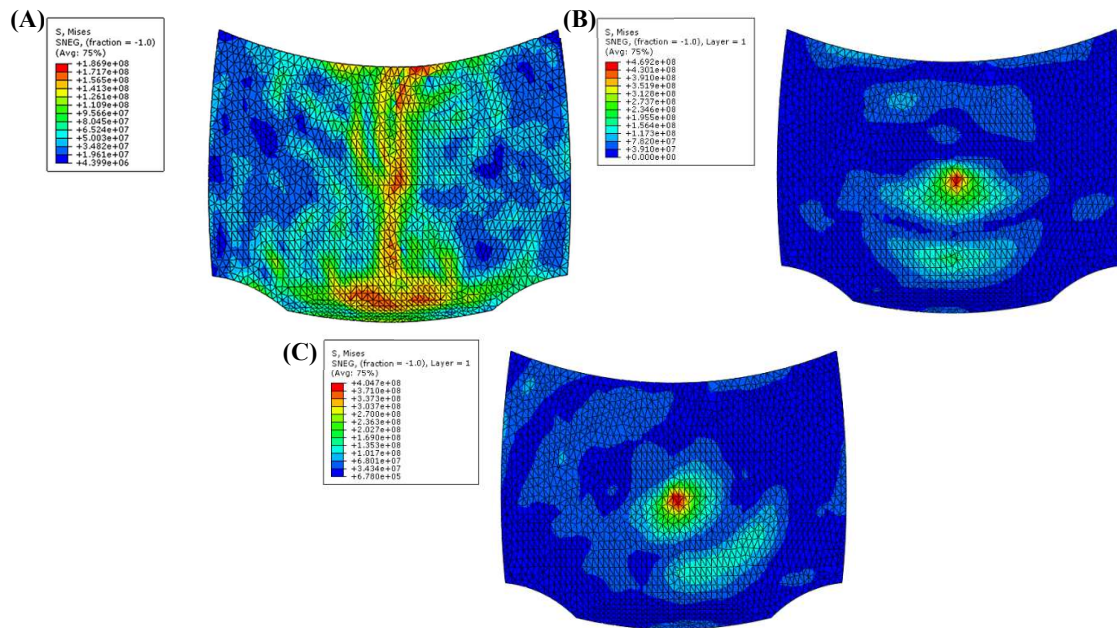 (A)
S, Mises
SNEG, (fraction = -1.0)
(Avg: 75%)
+1.869e+08
+1.717e+08
+1.565e+08
+1.413e+08
+1.261e+08
+1.109e+08
+9.566e+07
+8.045e+07
+6.524e+07
+5.003e+07
+3.482e+07
+1.961e+07
+4.399e+06
(B)
S, Mises
SNEG, (fraction = -1.0), Layer = 1
(Avg: 75%)
+4.692e+08
+4.301e+08
+3.910e+08
+3.519e+08
+3.128e+08
+2.737e+08
+2.346e+08
+1.955e+08
+1.564e+08
+1.173e+08
+7.820e+07
+3.910e+07
+0.000e+00
(C)
S, Mises
SNEG, (fraction = -1.0), Layer = 1
(Avg: 75%)
+4.047e+08
+3.710e+08
+3.373e+08
+3.037e+08
+2.700e+08
+2.363e+08
+2.027e+08
+1.690e+08
+1.353e+08
+1.017e+08
+6.801e+07
+3.434e+07
+6.780e+05